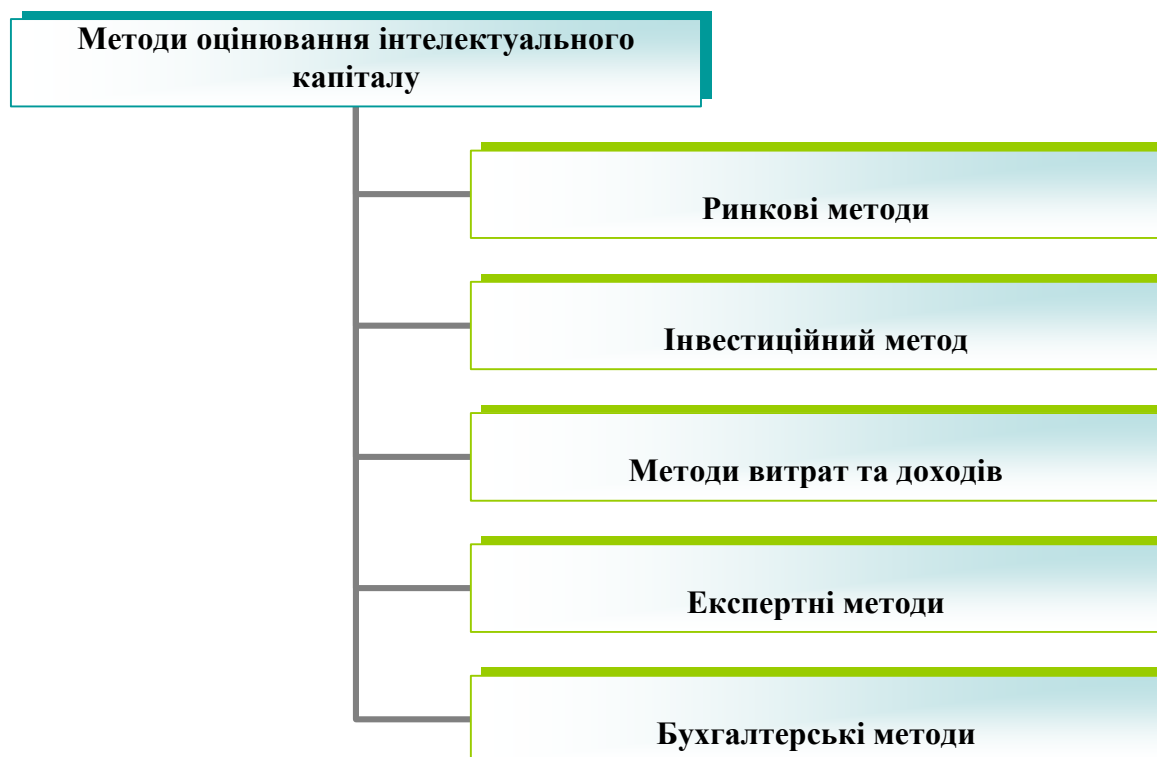 Методи оцінювання інтелектуального
капіталу
Ринкові методи
Інвестиційний метод
Методи витрат та доходів
Експертні методи
Бухгалтерські методи